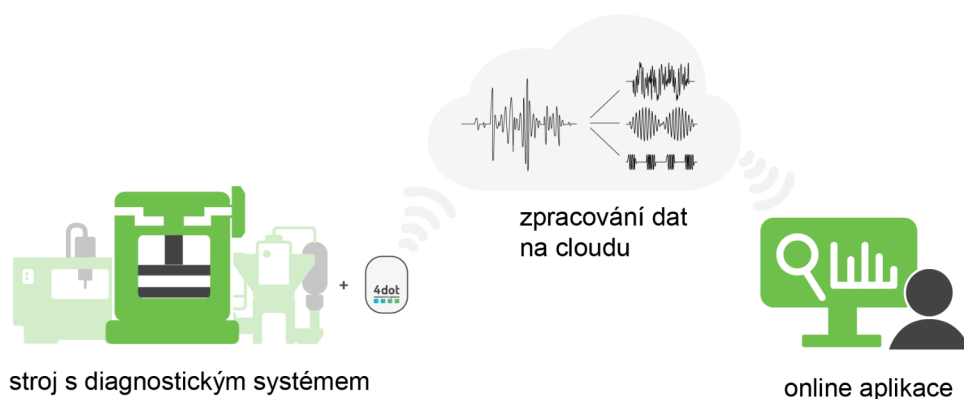 zpracování dat
na cloudu
+
4dot
stroj s diagnostickým systémem
online aplikace